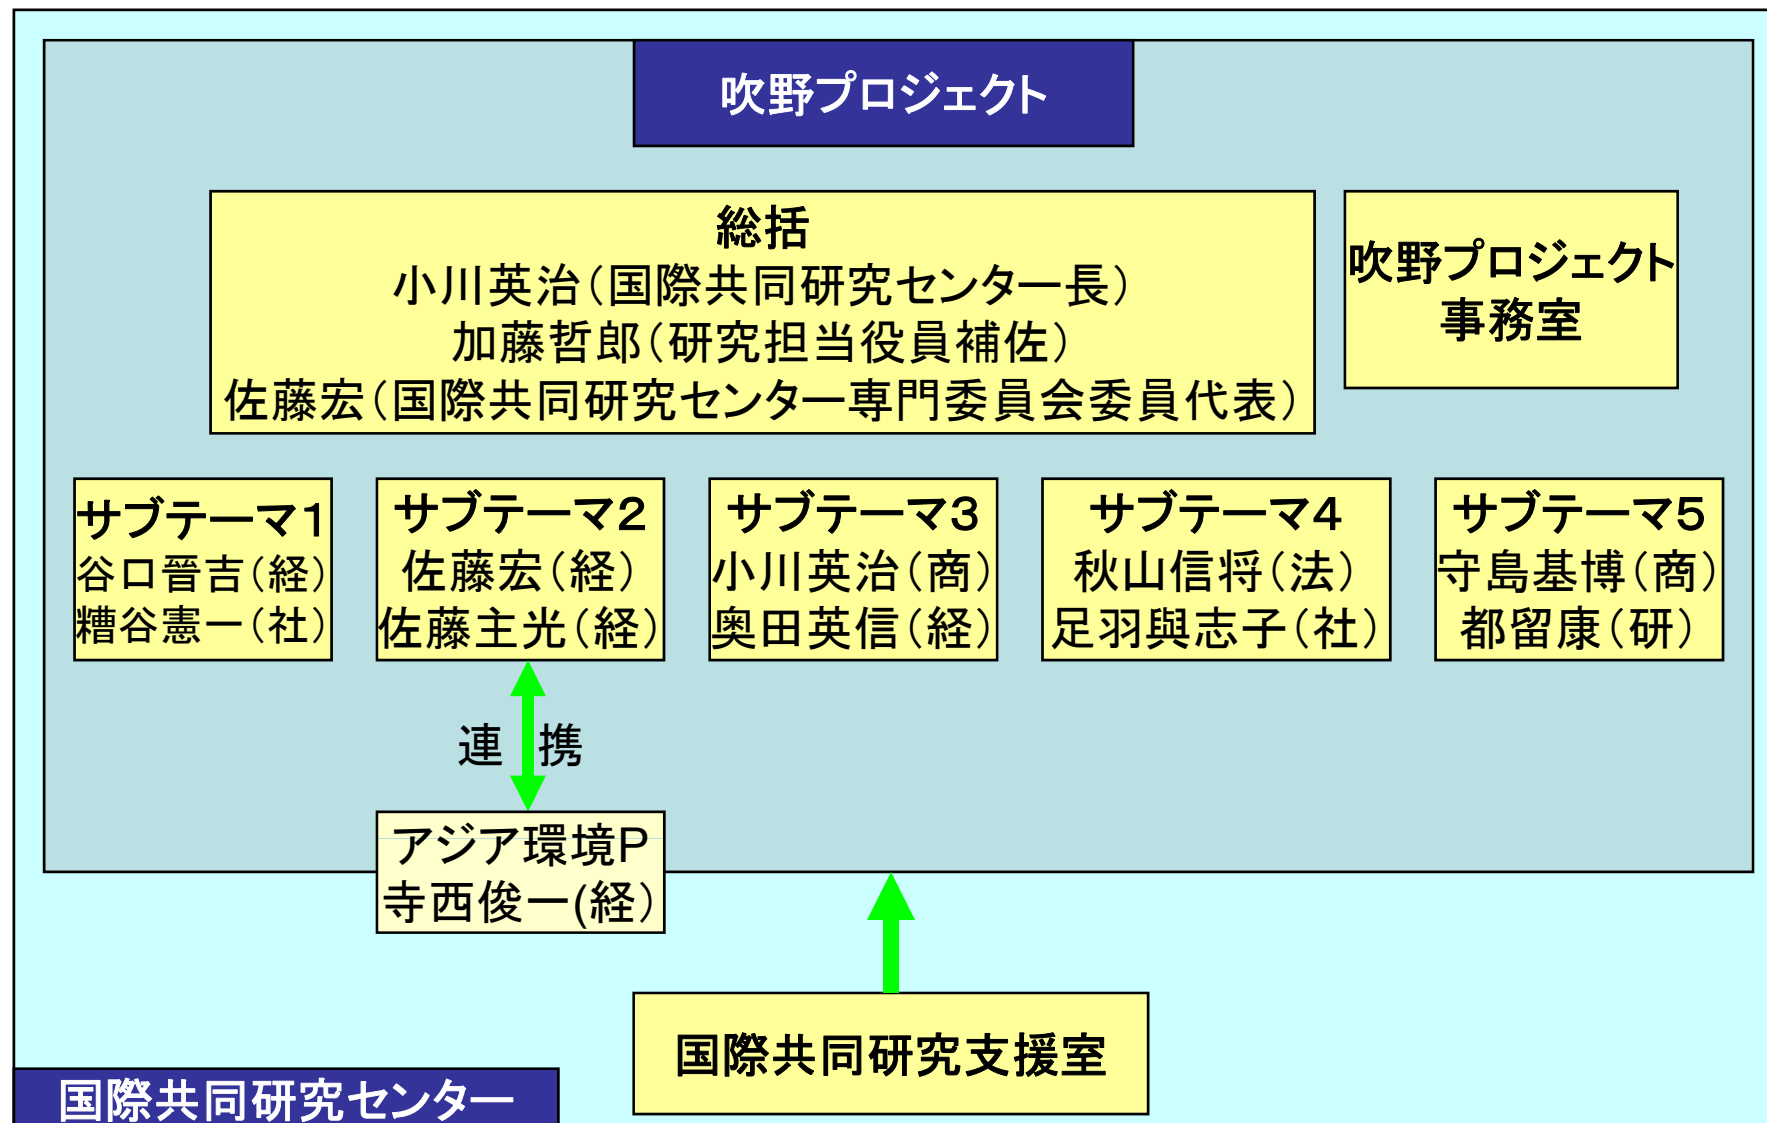 吹野プロジェクト
総括
小川英治（国際共同研究センター長）
加藤哲郎（研究担当役員補佐）
佐藤宏（国際共同研究センター専門委員会委員代表）
吹野プロジェクト
事務室
サブテーマ1
谷口晉吉（経）
糟谷憲一（社）
サブテーマ2
佐藤宏（経）
佐藤主光（経）
サブテーマ3
小川英治（商）
奥田英信（経）
サブテーマ4
秋山信将（法）
足羽與志子（社）
サブテーマ5
守島基博（商）
都留康（研）
連携
アジア環境P
寺西俊一(経）
国際共同研究支援室
国際共同研究センター